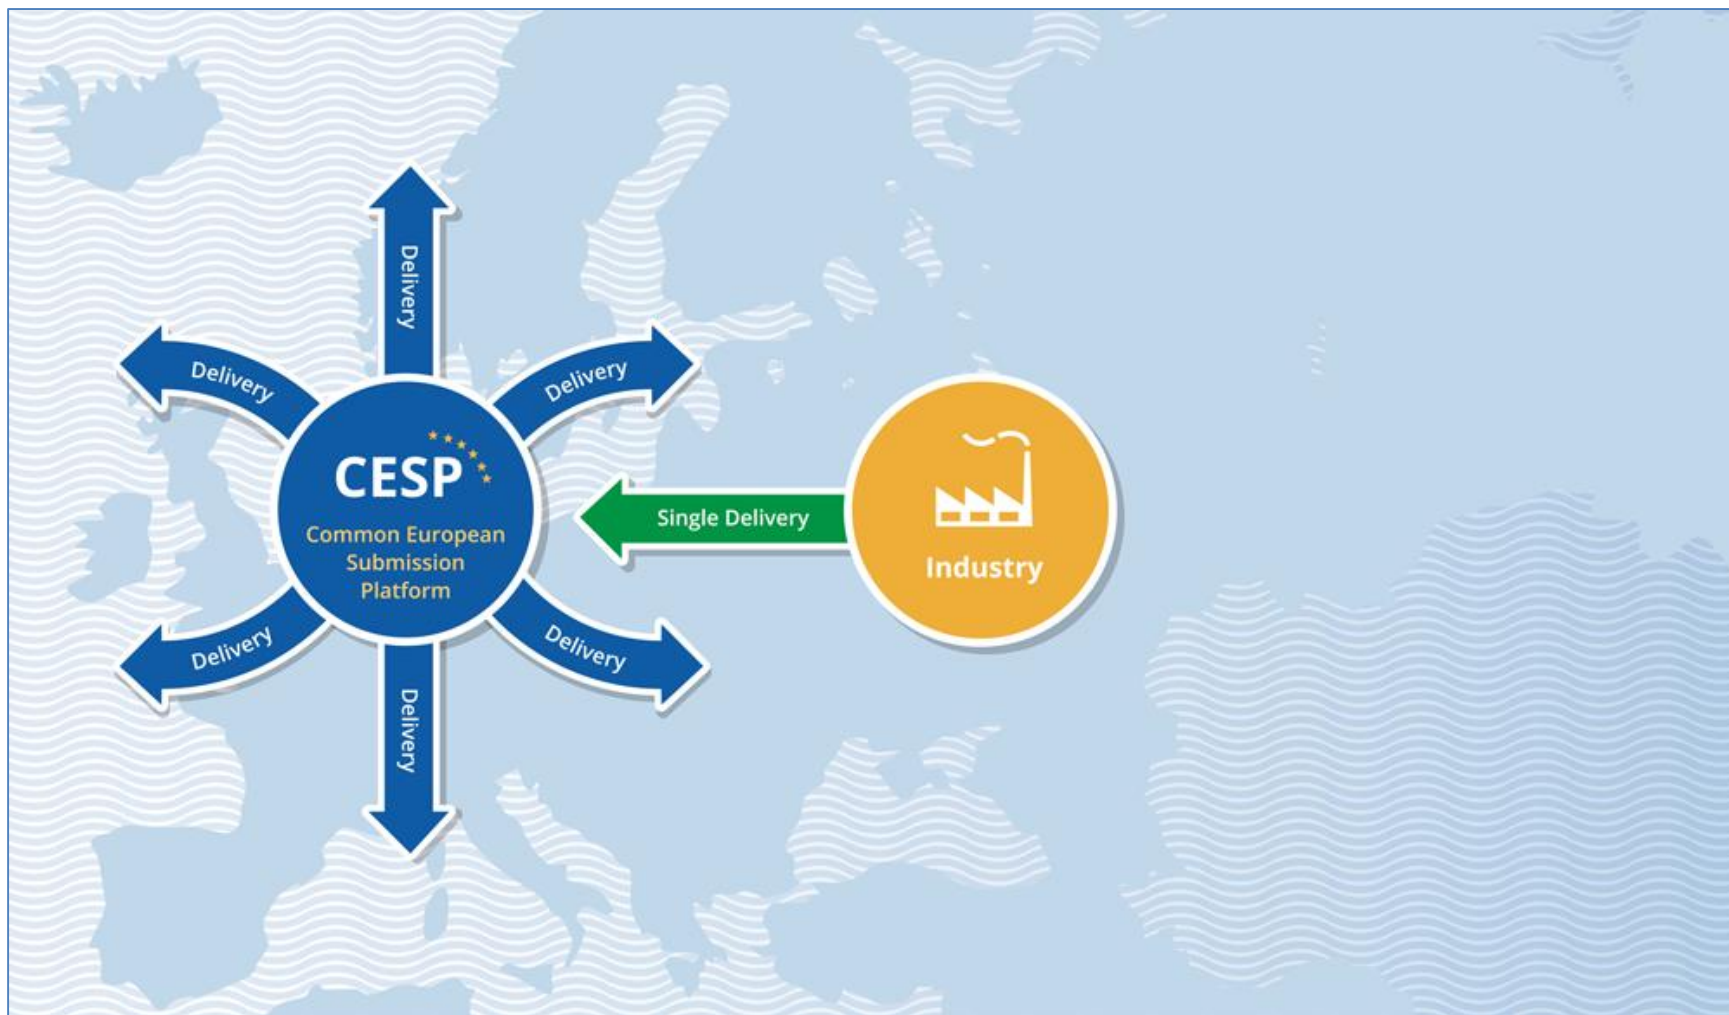 Delivery
Delivery
Delivery
CESP
Common European
Submission
Platform
Single Delivery
Industry
Delivery
Delivery
Delivery